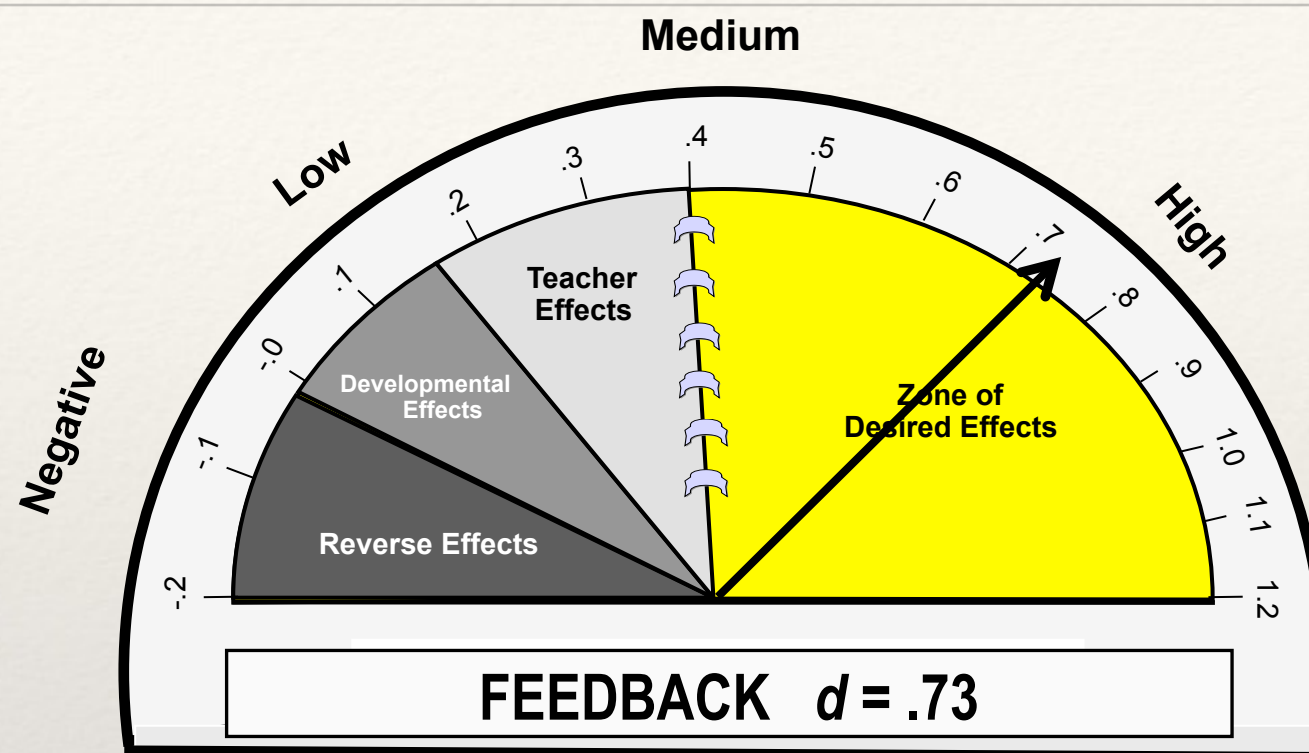 Medium
Low
High
Negative
-.2
-.1
-.0
.1
.2
.3
.4
.5
.6
.7
.8
.9
1.0
1.1
1.2
Teacher
Effects
Developmental
Effects
Reverse Effects
Zone of
Desired Effects
FEEDBACK d = .73